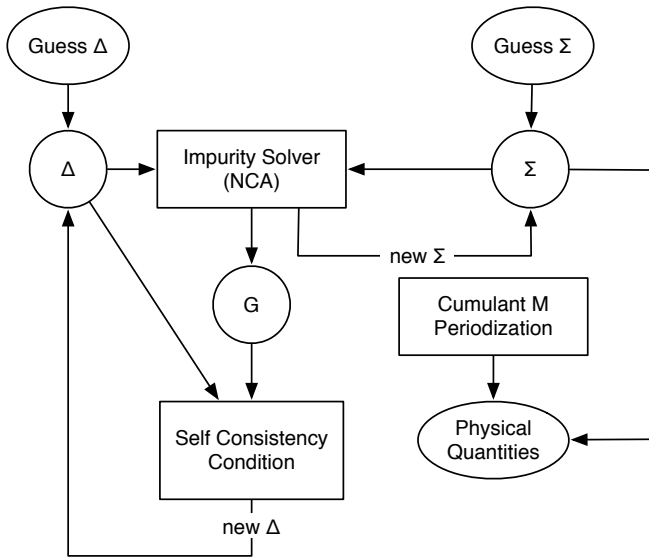 Guess Δ
Guess Σ
Δ
Impurity Solver
(NCA)
Σ
new Σ
G
Cumulant M
Periodization
Self Consistency
Condition
Physical
Quantities
new Δ